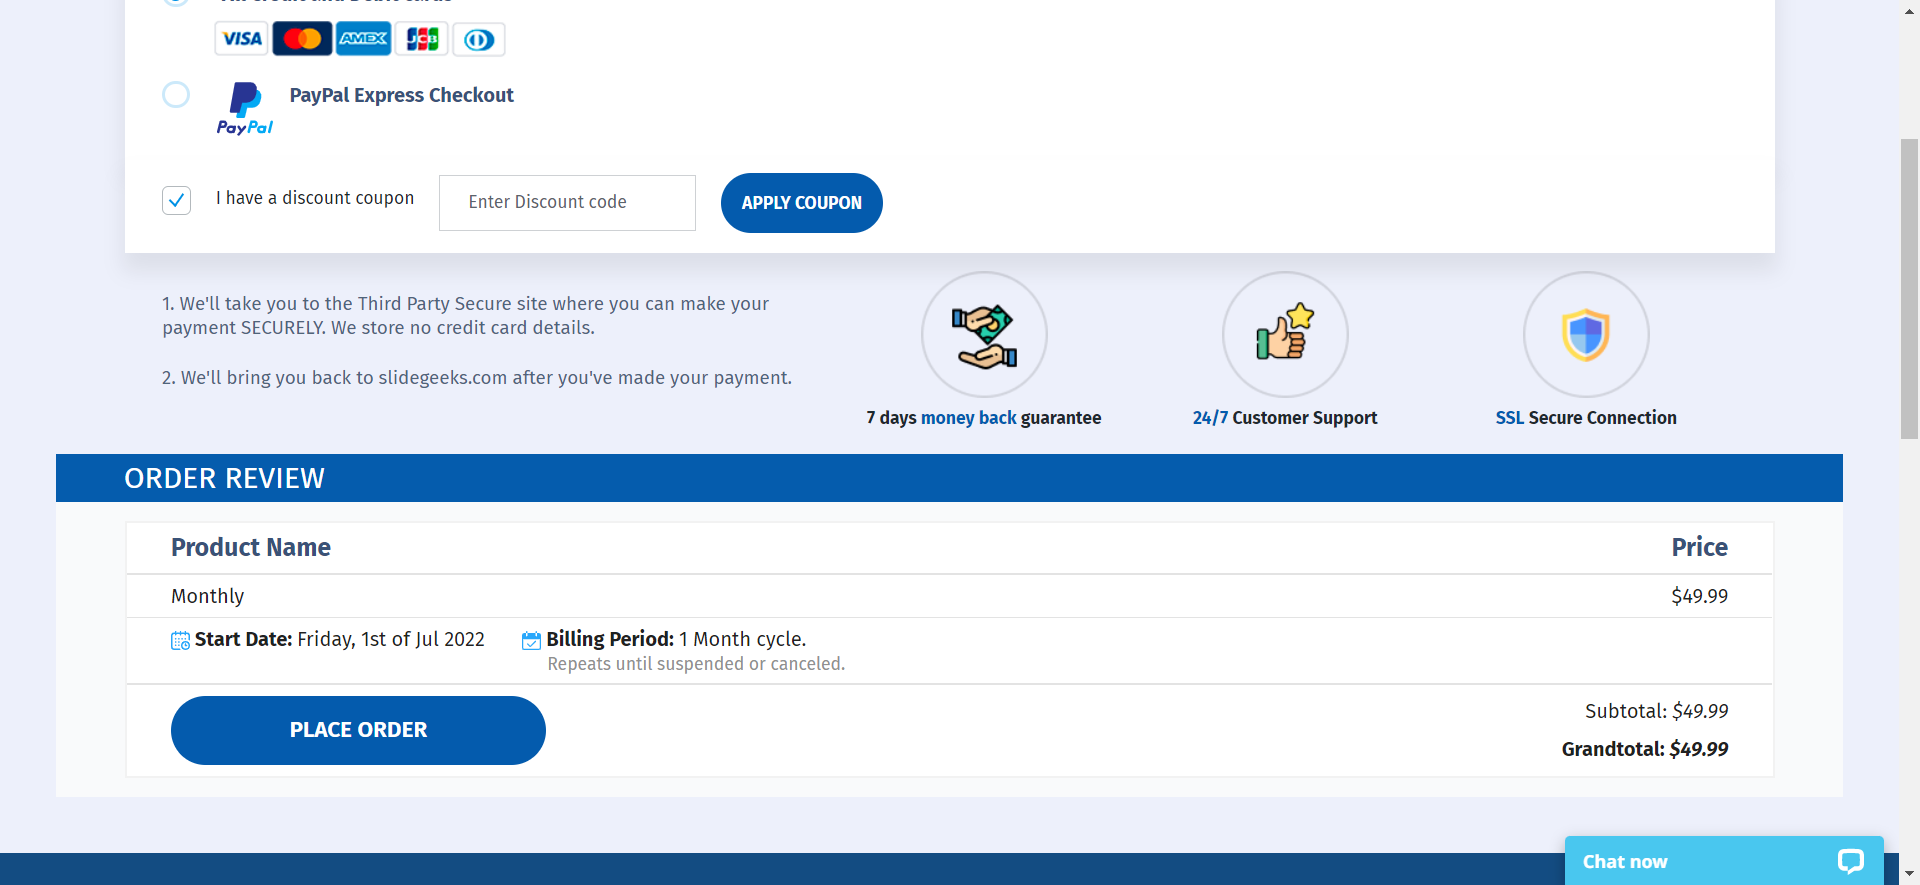 VISA
AMEX
JCB
PayPal
PayPal Express Checkout
I have a discount coupon
Enter Discount code
APPLY COUPON
1. We'll take you to the Third Party Secure site where you can make your
payment SECURELY. We store no credit card details.
2. We'll bring you back to slidegeeks.com after you've made your payment.
7 days money back guarantee
24/7 Customer Support
SSL Secure Connection
ORDER REVIEW
Product Name
Price
Monthly
$49.99
Start Date: Friday, 1st of Jul 2022
Billing Period: 1 Month cycle.
Repeats until suspended or canceled.
PLACE ORDER
Subtotal: $49.99
Grandtotal: $49.99
Chat now